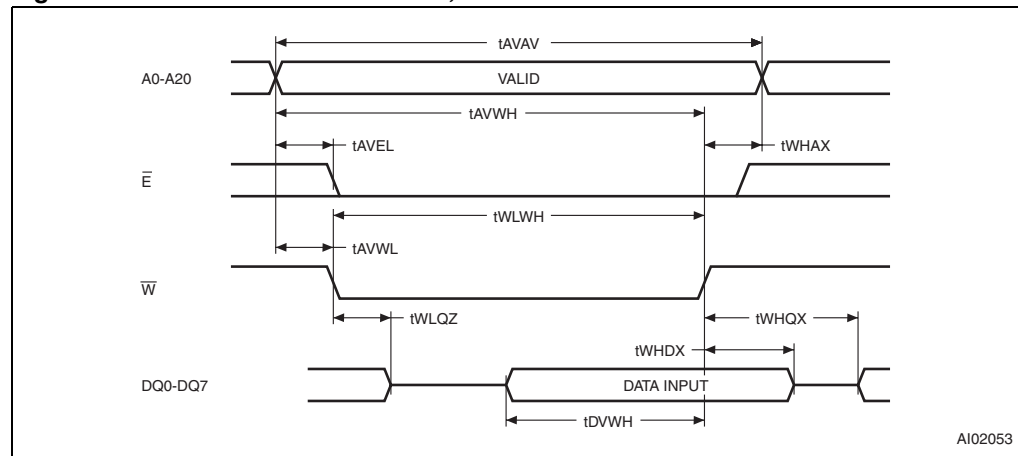 tAVAV
A0-A20
VALID
tAVWH
tAVEL
tWHAX
E
tWLWH
tAVWL
W
tWLQZ
tWHQX
tWHDX
DQ0-DQ7
DATA INPUT
tDVWH
AI02053